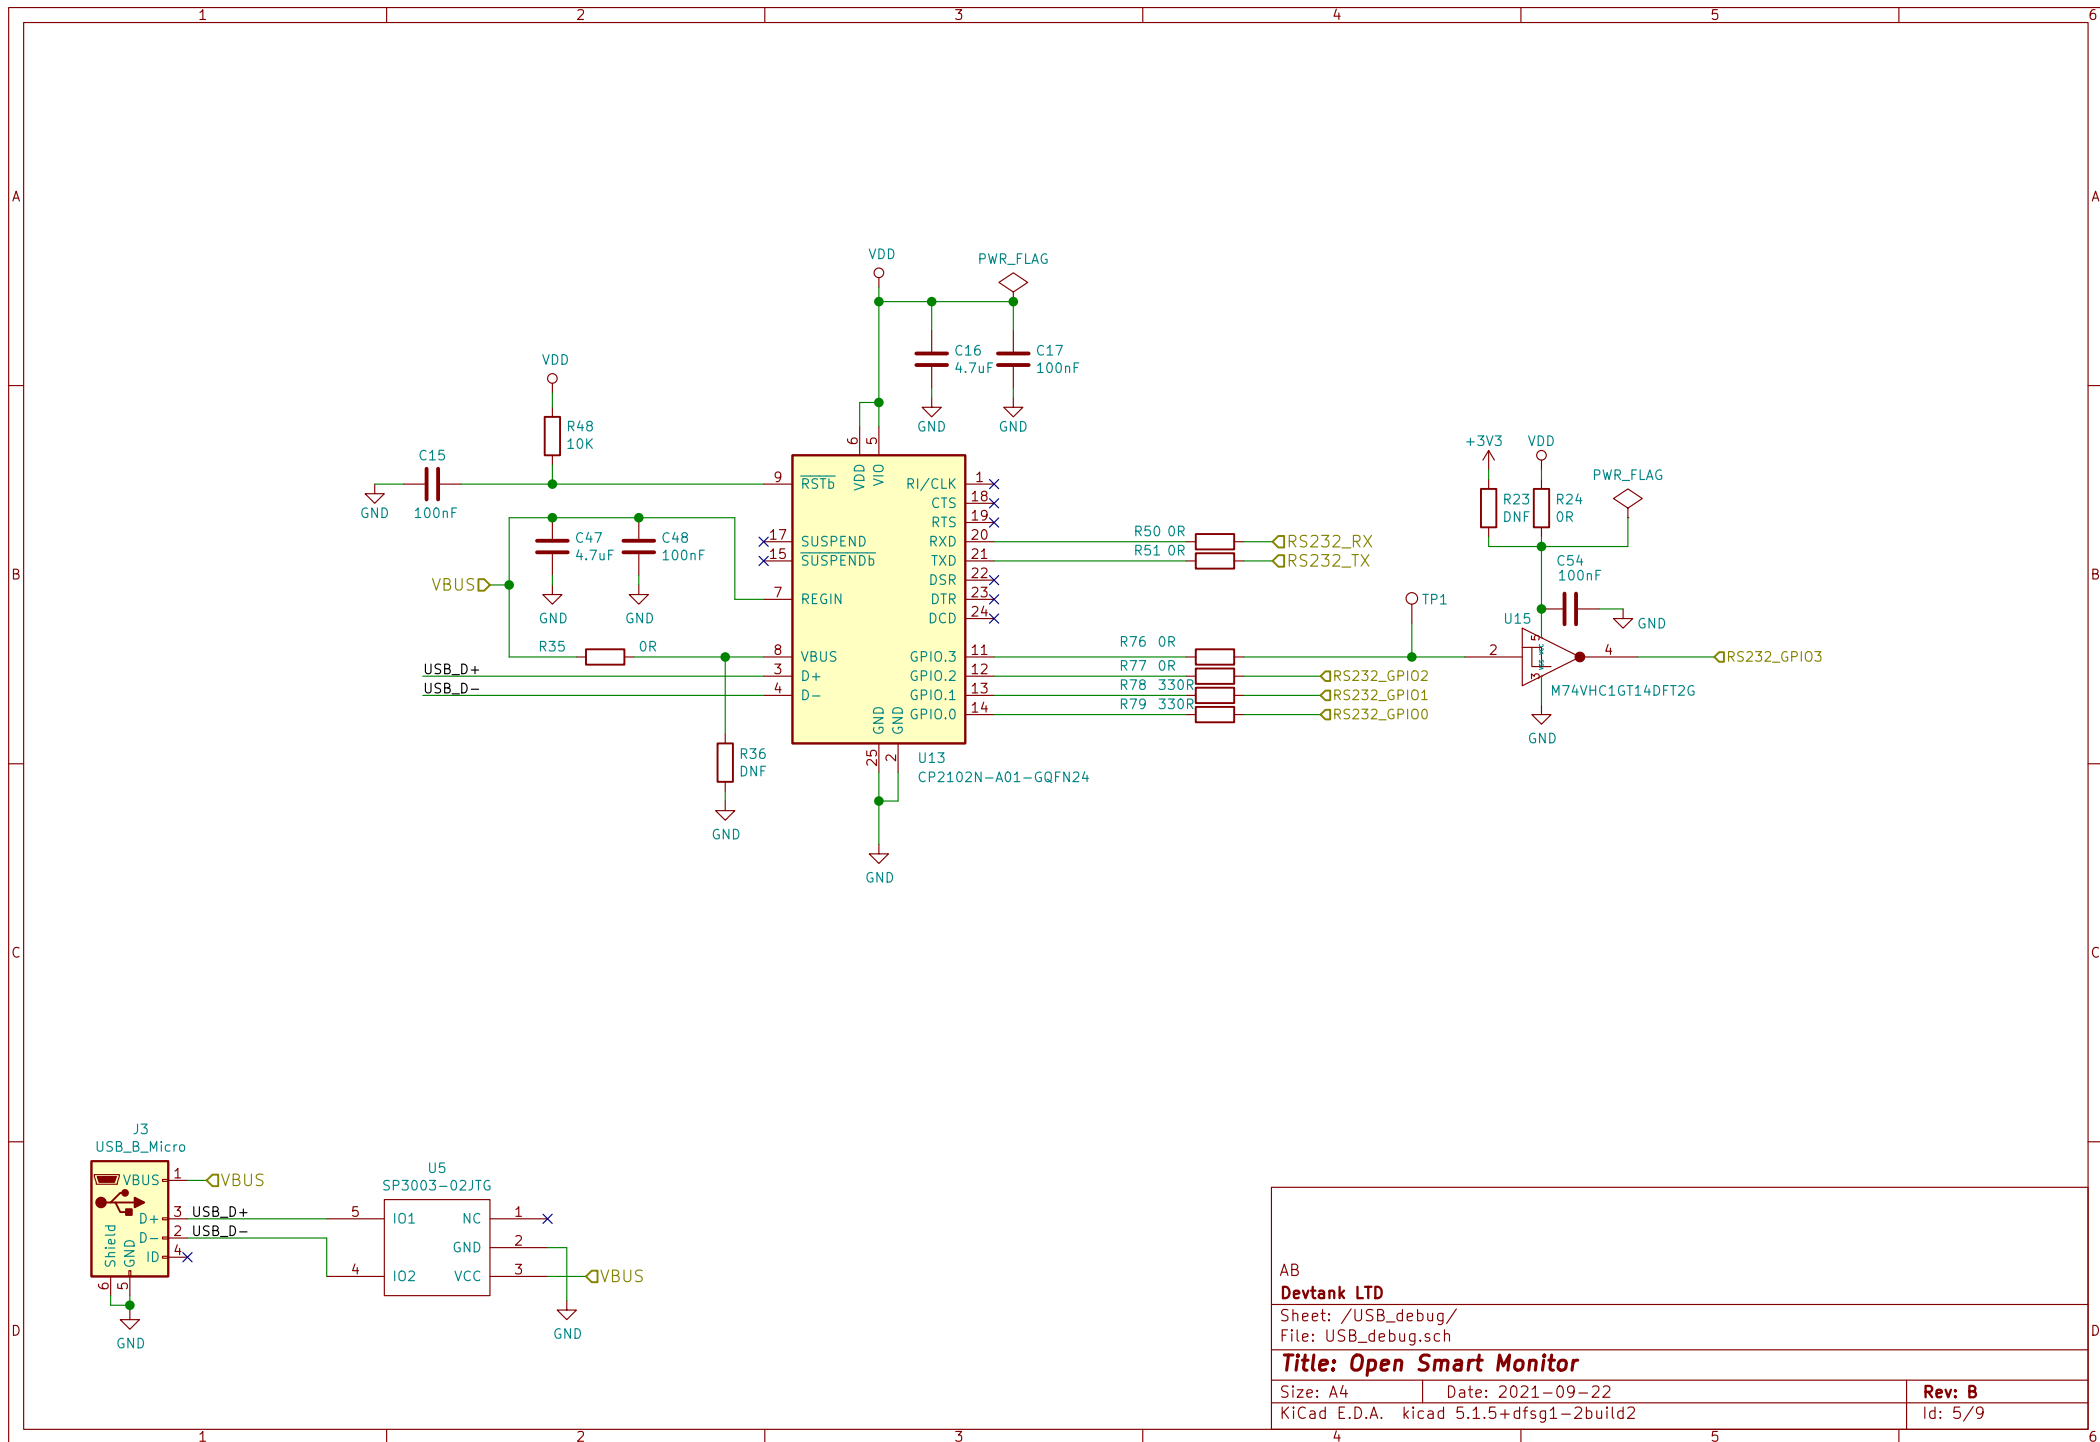 1 2 3 4 5 6
A A
B B
C C
D D
VDD
PWR_FLAG
C16
4.7uF
C17
100nF
GND
GND
VDD
R48
10K
C15
100nF
GND
C47
4.7uF
C48
100nF
GND
GND
VBUS
R35 0R
USB_D+
USB_D-
R36
DNF
GND
6 5
VDD VIO
9 RSTb
17 SUSPEND
15 SUSPENDb
7 REGIN
8 VBUS
3 D+
4 D-
RI/CLK 1
CTS 18
RTS 19
RXD 20
TXD 21
DSR 22
DTR 23
DCD 24
GPIO.3 11
GPIO.2 12
GPIO.1 13
GPIO.0 14
GND GND
25 2
U13
CP2102N-A01-GQFN24
GND
R50 0R
RS232_RX
R51 0R
RS232_TX
R76 0R
R77 0R
RS232_GPIO2
R78 330R
RS232_GPIO1
R79 330R
RS232_GPIO0
TP1
+3V3
VDD
PWR_FLAG
R23
DNF
R24
0R
C54
100nF
GND
U15
5
2
4
3
RS232_GPIO3
M74VHC1GT14DFT2G
GND
J3
USB_B_Micro
VBUS 1
VBUS
D+ 3
USB_D+
D- 2
USB_D-
ID 4
Shield GND
6 5
GND
U5
SP3003-02JTG
5 IO1
4 IO2
NC 1
GND 2
VCC 3
VBUS
GND
AB
Devtank LTD
Sheet: /USB_debug/
File: USB_debug.sch
Title: Open Smart Monitor
Size: A4
Date: 2021-09-22
Rev: B
KiCad E.D.A. kicad 5.1.5+dfsg1-2build2
Id: 5/9
1 2 3 4 5 6